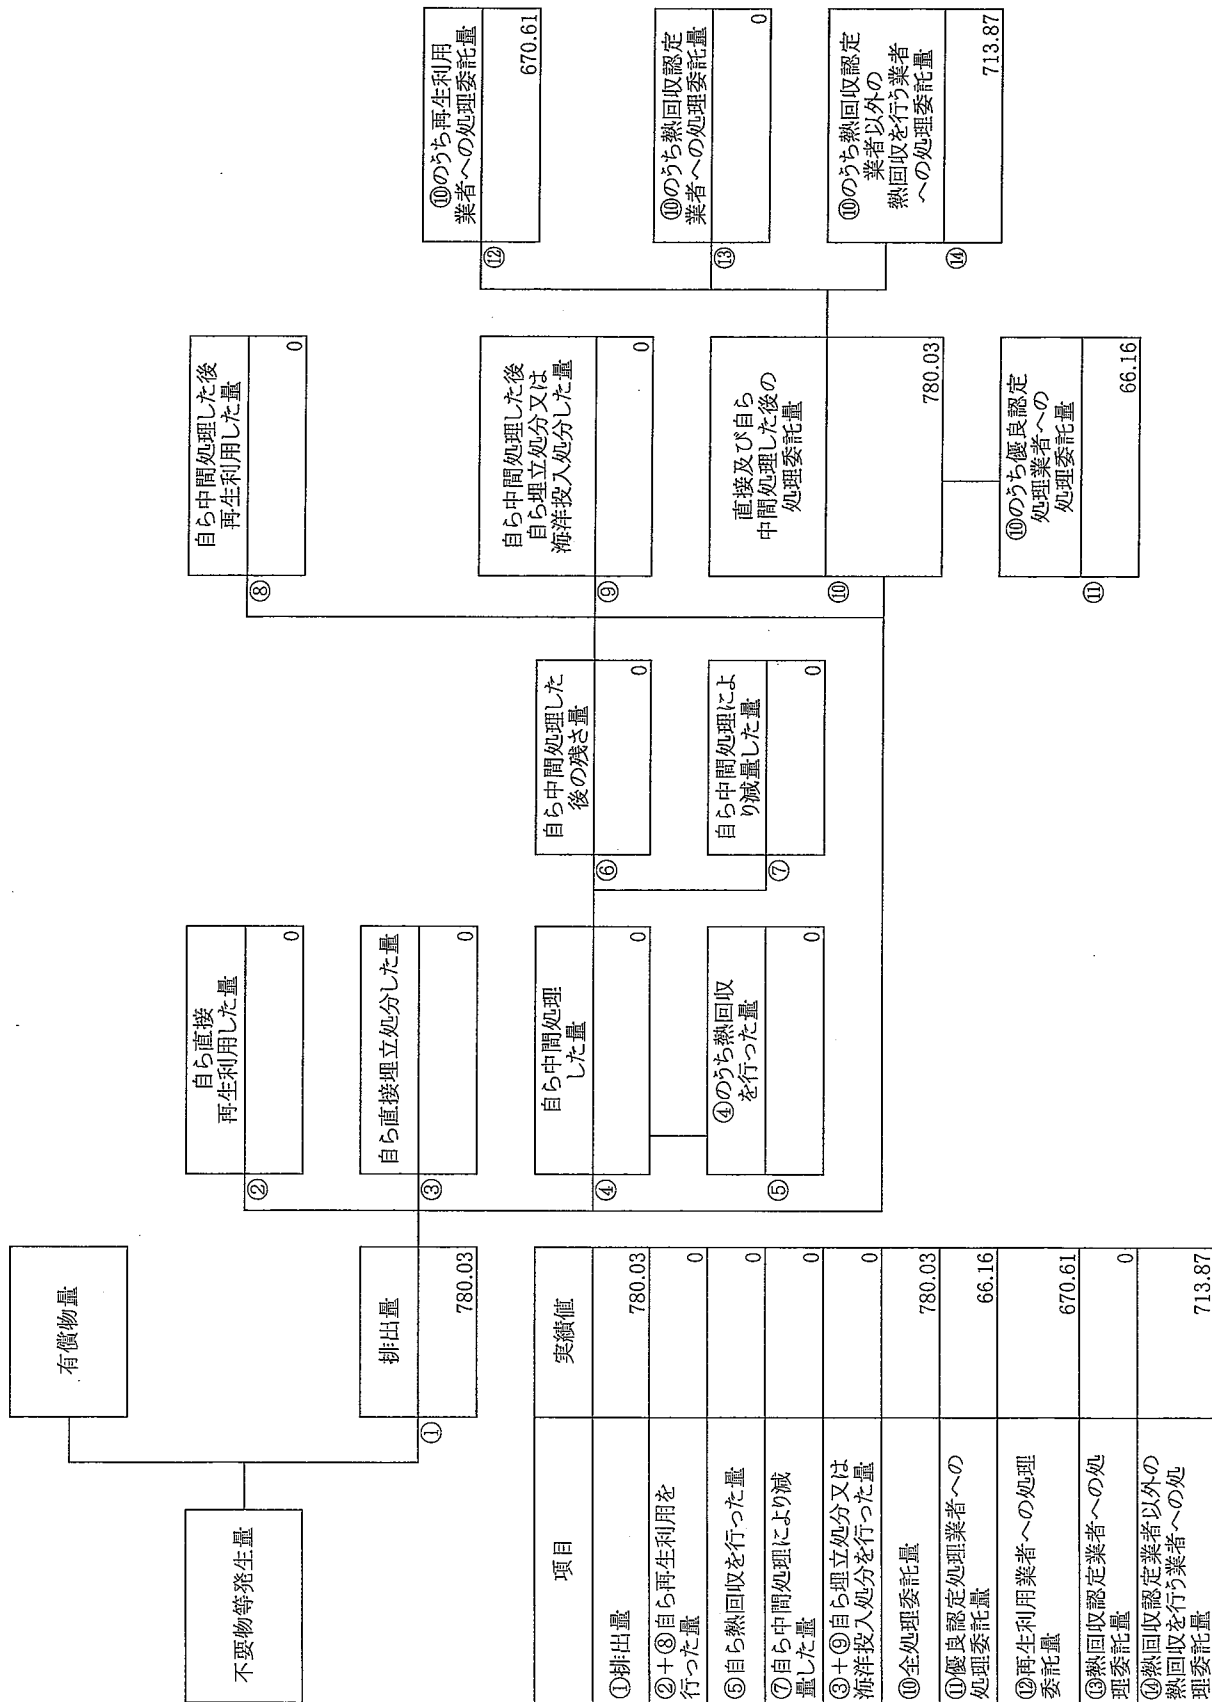 不要物等発生量
有償物量
排出量
①
780.03
自ら直接
再生利用した量
②
0
自ら直接埋立処分した量
③
0
自ら中間処理
した量
④
0
④のうち熱回収
を行った量
⑤
0
自ら中間処理した
後の残さ量
⑥
0
自ら中間処理によ
り減量した量
⑦
0
自ら中間処理した後
再生利用した量
⑧
0
自ら中間処理した後
自ら埋立処分又は
海洋投入処分した量
⑨
0
直接及び自ら
中間処理した後の
処理委託量
⑩
780.03
⑩のうち優良認定
処理業者への
処理委託量
⑪
66.16
⑩のうち再生利用
業者への処理委託量
⑫
670.61
⑩のうち熱回収認定
業者への処理委託量
⑬
0
⑩のうち熱回収認定
業者以外の
熱回収を行う業者
への処理委託量
⑭
713.87
項目 実績値
①排出量 780.03
②+⑧自ら再生利用を
行った量 0
⑤自ら熱回収を行った量 0
⑦自ら中間処理により減
量した量 0
③+⑨自ら埋立処分又は
海洋投入処分を行った量 0
⑩全処理委託量 780.03
⑪優良認定処理業者への
処理委託量 66.16
⑫再生利用業者への処理
委託量 670.61
⑬熱回収認定業者への処
理委託量 0
⑭熱回収認定業者以外の
熱回収を行う業者への処
理委託量 713.87